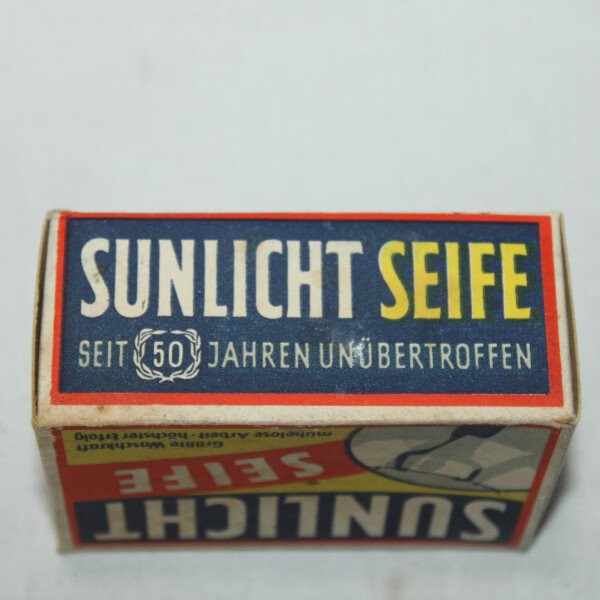 SUNLICHT SEIFE
SEIT 50 JAHREN UNÜBERTROFFEN
SUNLICHT
SEIFE
Größte Waschkraft
mühelose Arbeit · höchster Erfolg